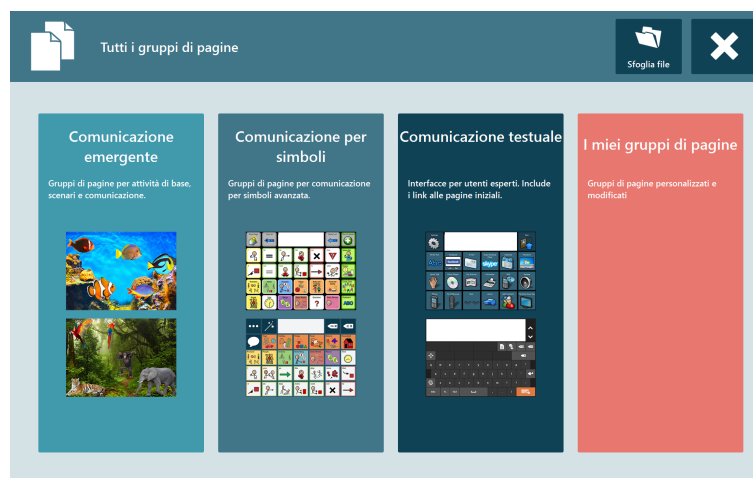 Tutti i gruppi di pagine
Sfoglia file
Comunicazione
emergente
Gruppi di pagine per attività di base,
scenari e comunicazione.
Comunicazione per
simboli
Gruppi di pagine per comunicazione
per simboli avanzata.
Comunicazione testuale
Interfacce per utenti esperti. Include
i link alle pagine iniziali.
I miei gruppi di pagine
Gruppi di pagine personalizzati e
modificati